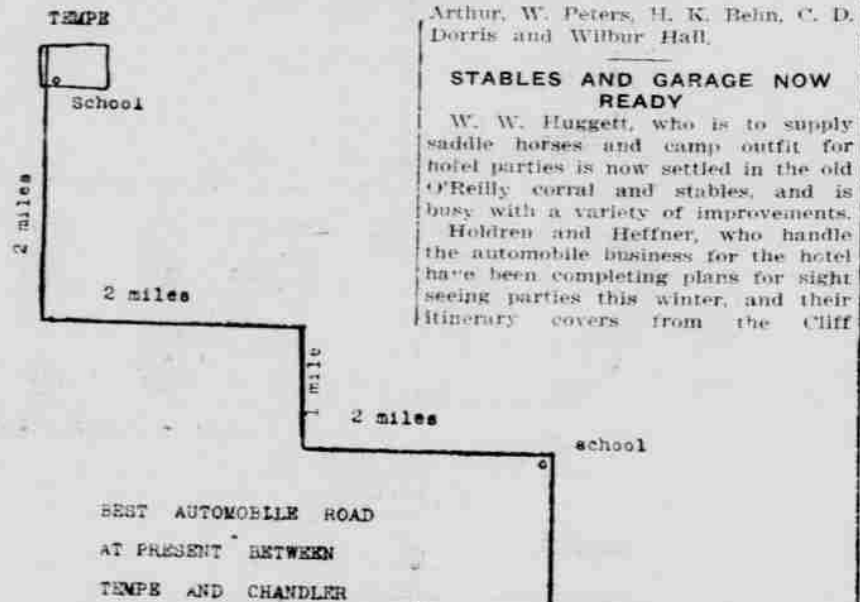 TEMPE
School
2 miles
2 miles
1 mile
2 miles
school
BEST AUTOMOBILE ROAD
AT PRESENT BETWEEN
TEMPE AND CHANDLER
Arthur, W. Peters, H. K. Behn, C. D.
Dorris and Wilbur Hall.
STABLES AND GARAGE NOW
READY
W. W. Huggett, who is to supply
saddle horses and camp outfit for
hotel parties is now settled in the old
O'Reilly corral and stables, and is
busy with a variety of improvements.
Holdren and Heffner, who handle
the automobile business for the hotel
have been completing plans for sight
seeing parties this winter, and their
itinerary covers from the Cliff